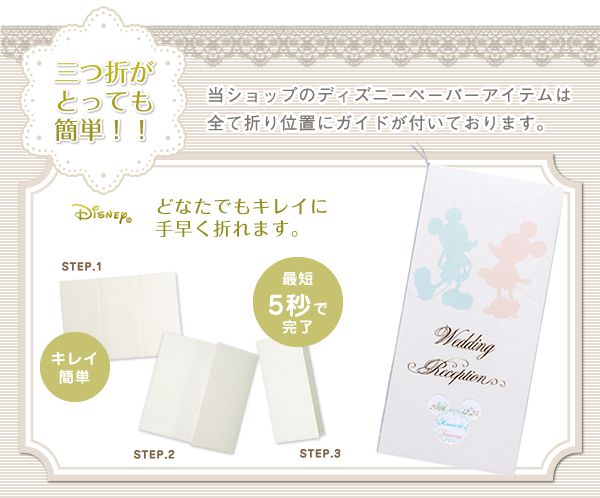 三つ折が
とっても
簡単！！
当ショップのディズニーペーパーアイテムは
全て折り位置にガイドが付いております。
Disney
どなたでもキレイに
手早く折れます。
STEP.1
キレイ
簡単
最短
5秒で
完了
STEP.2
STEP.3
Wedding
Reception